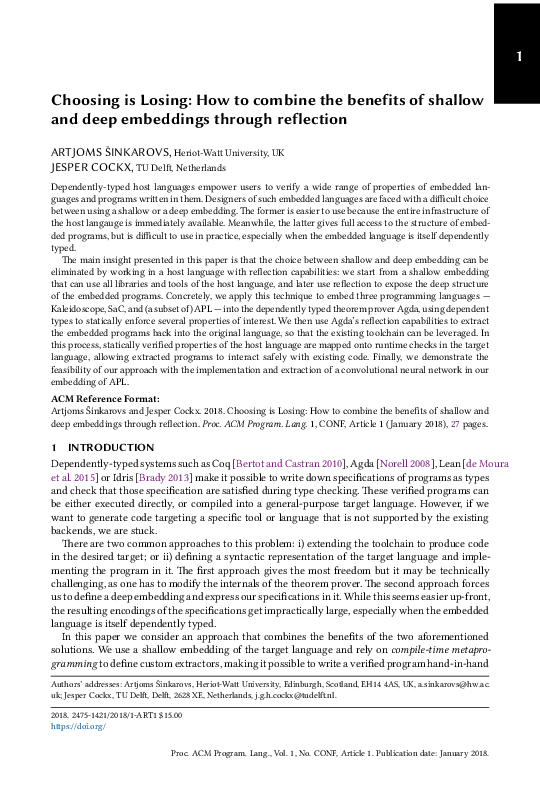 1
Choosing is Losing: How to combine the benefits of shallow
and deep embeddings through reflection
ARTJOMS ŠINKAROVS, Heriot-Watt University, UK
JESPER COCKX, TU Delft, Netherlands
Dependently-typed host languages empower users to verify a wide range of properties of embedded lan-
guages and programs written in them. Designers of such embedded languages are faced with a difficult choice
between using a shallow or a deep embedding. The former is easier to use because the entire infrastructure of
the host langauge is immediately available. Meanwhile, the latter gives full access to the structure of embed-
ded programs, but is difficult to use in practice, especially when the embedded language is itself dependently
typed.
The main insight presented in this paper is that the choice between shallow and deep embedding can be
eliminated by working in a host language with reflection capabilities: we start from a shallow embedding
that can use all libraries and tools of the host language, and later use reflection to expose the deep structure
of the embedded programs. Concretely, we apply this technique to embed three programming languages —
Kaleidoscope, SaC, and (a subset of) APL — into the dependently typed theorem prover Agda, using dependent
types to statically enforce several properties of interest. We then use Agda's reflection capabilities to extract
the embedded programs back into the original language, so that the existing toolchain can be leveraged. In
this process, statically verified properties of the host language are mapped onto runtime checks in the target
language, allowing extracted programs to interact safely with existing code. Finally, we demonstrate the
feasibility of our approach with the implementation and extraction of a convolutional neural network in our
embedding of APL.
ACM Reference Format:
Artjoms Šinkarovs and Jesper Cockx. 2018. Choosing is Losing: How to combine the benefits of shallow and
deep embeddings through reflection. Proc. ACM Program. Lang. 1, CONF, Article 1 (January 2018), 27 pages.
1 INTRODUCTION
Dependently-typed systems such as Coq [Bertot and Castran 2010], Agda [Norell 2008], Lean [de Moura
et al. 2015] or Idris [Brady 2013] make it possible to write down specifications of programs as types
and check that those specification are satisfied during type checking. These verified programs can
be either executed directly, or compiled into a general-purpose target language. However, if we
want to generate code targeting a specific tool or language that is not supported by the existing
backends, we are stuck.
There are two common approaches to this problem: i) extending the toolchain to produce code
in the desired target; or ii) defining a syntactic representation of the target language and imple-
menting the program in it. The first approach gives the most freedom but it may be technically
challenging, as one has to modify the internals of the theorem prover. The second approach forces
us to define a deep embedding and express our specifications in it. While this seems easier up-front,
the resulting encodings of the specifications get impractically large, especially when the embedded
language is itself dependently typed.
In this paper we consider an approach that combines the benefits of the two aforementioned
solutions. We use a shallow embedding of the target language and rely on compile-time metapro-
gramming to define custom extractors, making it possible to write a verified program hand-in-hand
Authors' addresses: Artjoms Šinkarovs, Heriot-Watt University, Edinburgh, Scotland, EH14 4AS, UK, a.sinkarovs@hw.ac.
uk; Jesper Cockx, TU Delft, Delft, 2628 XE, Netherlands, j.g.h.cockx@tudelft.nl.
2018. 2475-1421/2018/1-ART1 $15.00
https://doi.org/
Proc. ACM Program. Lang., Vol. 1, No. CONF, Article 1. Publication date: January 2018.